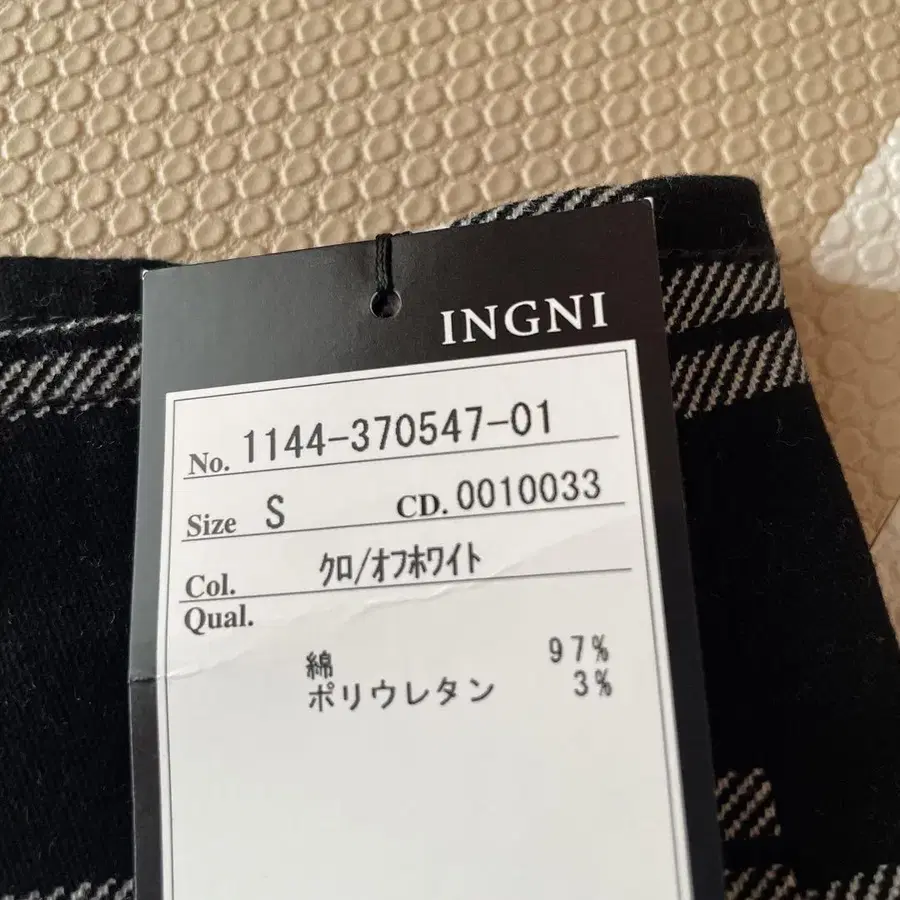 INGNI
No. 1144-370547-01
Size S CD. 0010033
Col. クロ/オフホワイト
Qual.
綿 97%
ポリウレタン 3%